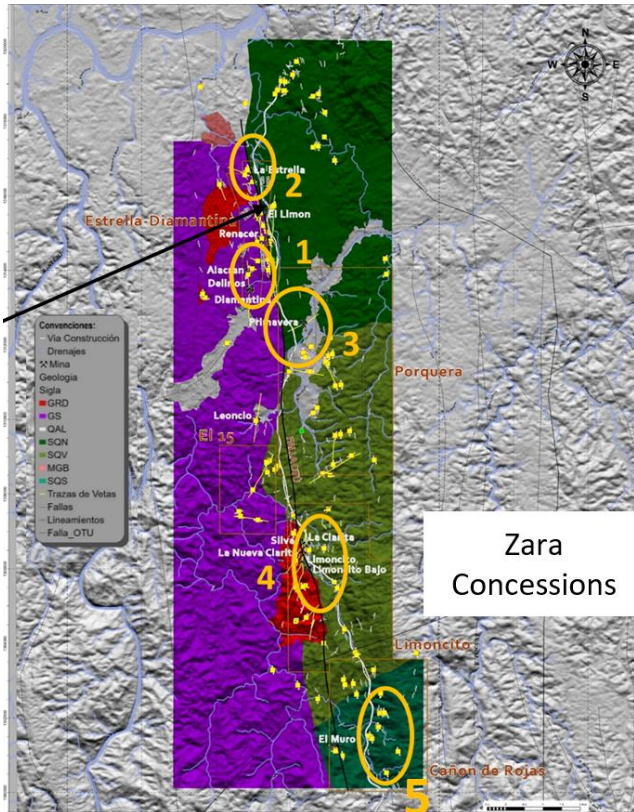 N
W
E
S
La Estrella
2
Estrella-Diamantina
El Limon
Renacer
1
Alacran
Delirios
Diamantina
Primavera
3
Porquera
Convenciones:
Via Construcción
Drenajes
Mina
Geologia
Sigla
GRD
GS
QAL
SQN
SQV
MGB
SQS
Trazas de Vetas
Fallas
Lineamientos
Falla_OTU
Leoncio
El 15
Zara
Concessions
Silva
La Clarita
La Nueva Clarit
Limoncito
Limoncito Bajo
4
Limoncito
El Muro
Cañon de Rojas
5